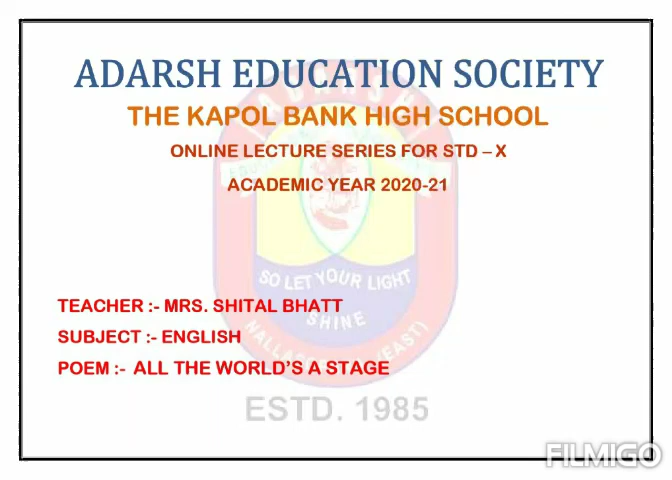 ADARSH EDUCATION SOCIETY
THE KAPOL BANK HIGH SCHOOL
ONLINE LECTURE SERIES FOR STD – X
ACADEMIC YEAR 2020-21
SO LET YOUR LIGHT
SHINE
TEACHER :- MRS. SHITAL BHATT
SUBJECT :- ENGLISH
POEM :- ALL THE WORLD'S A STAGE
ESTD. 1985
FILMIGO